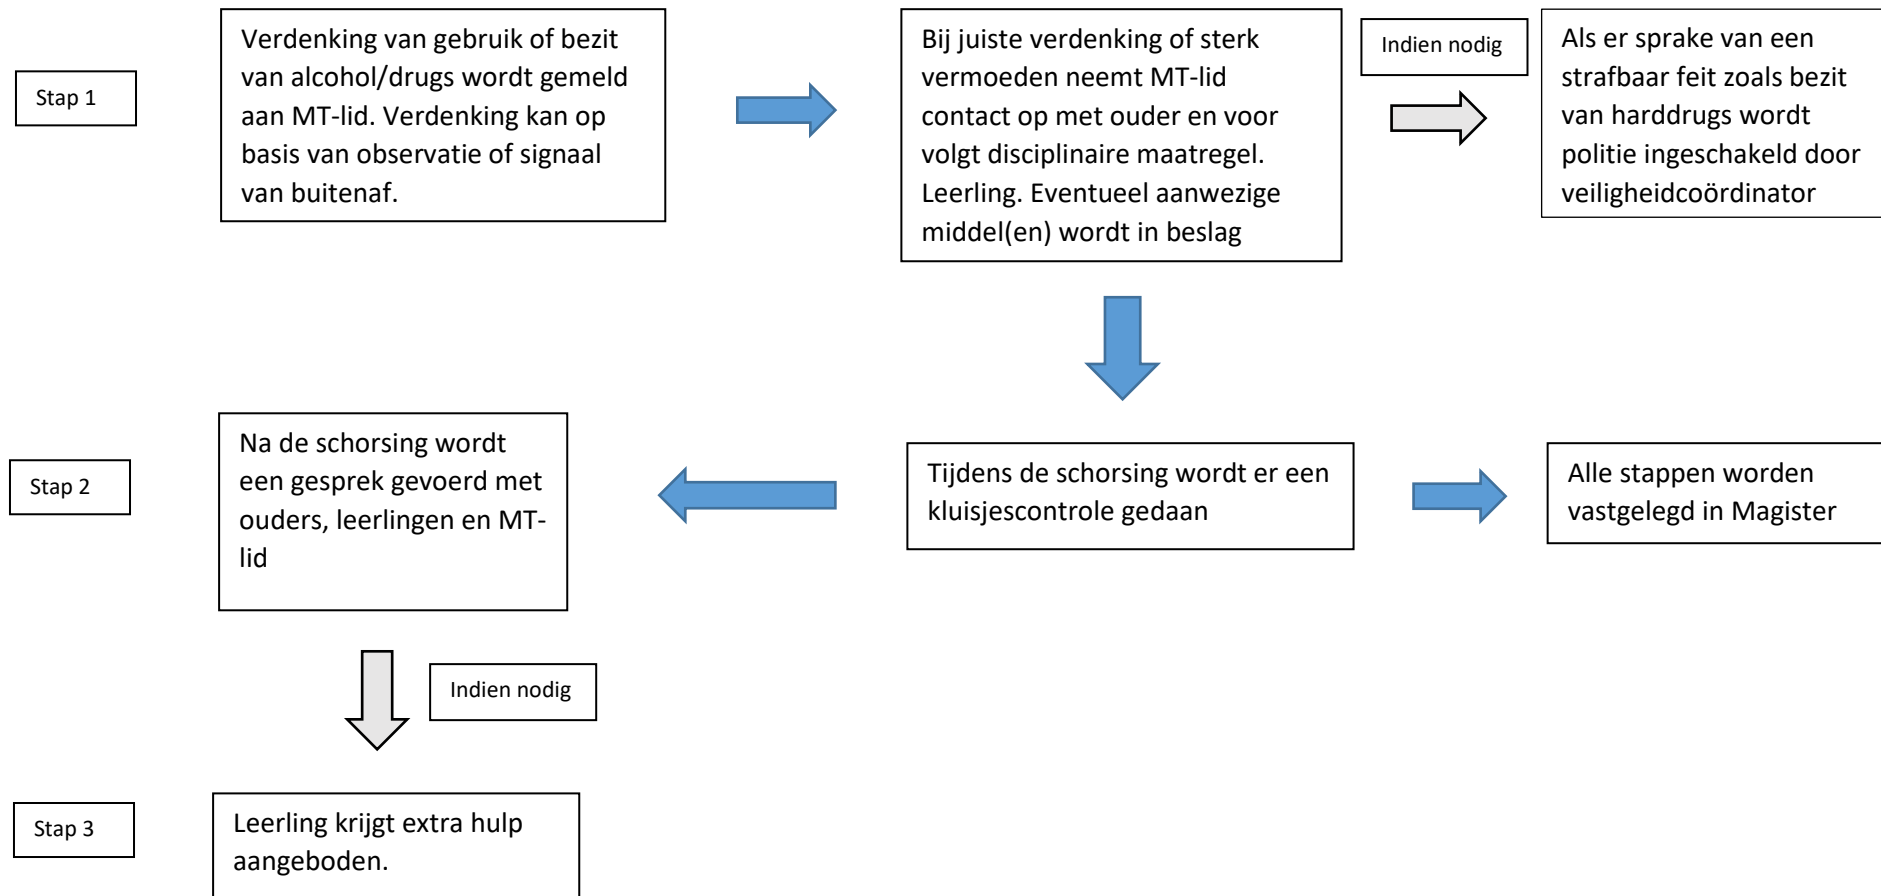 Stap 1
Verdenking van gebruik of bezit
van alcohol/drugs wordt gemeld
aan MT-lid. Verdenking kan op
basis van observatie of signaal
van buitenaf.
Bij juiste verdenking of sterk
vermoeden neemt MT-lid
contact op met ouder en voor
volgt disciplinaire maatregel.
Leerling. Eventueel aanwezige
middel(en) wordt in beslag
Indien nodig
Als er sprake van een
strafbaar feit zoals bezit
van harddrugs wordt
politie ingeschakeld door
veiligheidcoördinator
Stap 2
Na de schorsing wordt
een gesprek gevoerd met
ouders, leerlingen en MT-
lid
Tijdens de schorsing wordt er een
kluisjescontrole gedaan
Alle stappen worden
vastgelegd in Magister
Indien nodig
Stap 3
Leerling krijgt extra hulp
aangeboden.